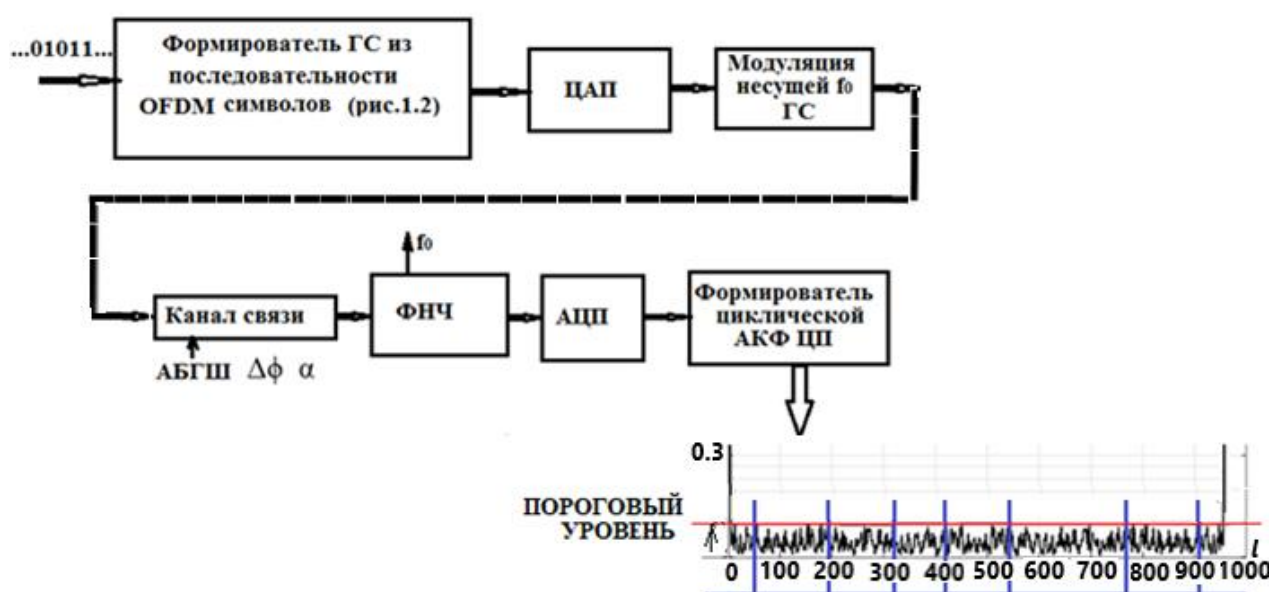 ...01011...
Формирователь ГС из
последовательности
OFDM символов (рис.1.2)
ЦАП
Модуляция
несущей f₀
ГС
f₀
Канал связи
ФНЧ
АЦП
Формирователь
циклической
АКФ ЦП
АБГШ Δϕ α
0.3
ПОРОГОВЫЙ
УРОВЕНЬ
0 100 200 300 400 500 600 700 800 900 1000 l